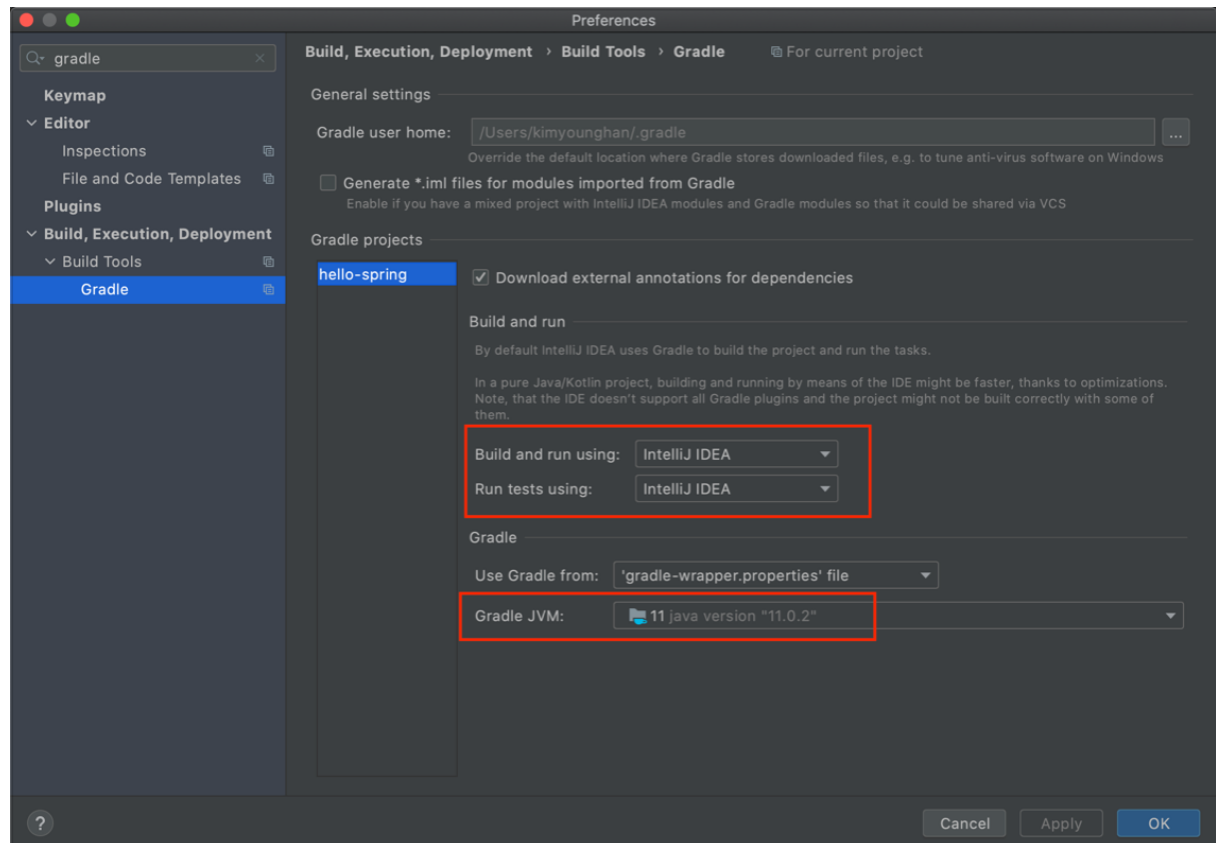 Preferences
gradle
Build, Execution, Deployment › Build Tools › Gradle For current project
Keymap
Editor
Inspections
File and Code Templates
Plugins
Build, Execution, Deployment
Build Tools
Gradle
General settings
Gradle user home: /Users/kimyounghan/.gradle ...
Override the default location where Gradle stores downloaded files, e.g. to tune anti-virus software on Windows
Generate *.iml files for modules imported from Gradle
Enable if you have a mixed project with IntelliJ IDEA modules and Gradle modules so that it could be shared via VCS
Gradle projects
hello-spring
Download external annotations for dependencies
Build and run
By default IntelliJ IDEA uses Gradle to build the project and run the tasks.
In a pure Java/Kotlin project, building and running by means of the IDE might be faster, thanks to optimizations.
Note, that the IDE doesn't support all Gradle plugins and the project might not be built correctly with some of
them.
Build and run using: IntelliJ IDEA
Run tests using: IntelliJ IDEA
Gradle
Use Gradle from: 'gradle-wrapper.properties' file
Gradle JVM: 11 java version "11.0.2"
? Cancel Apply OK